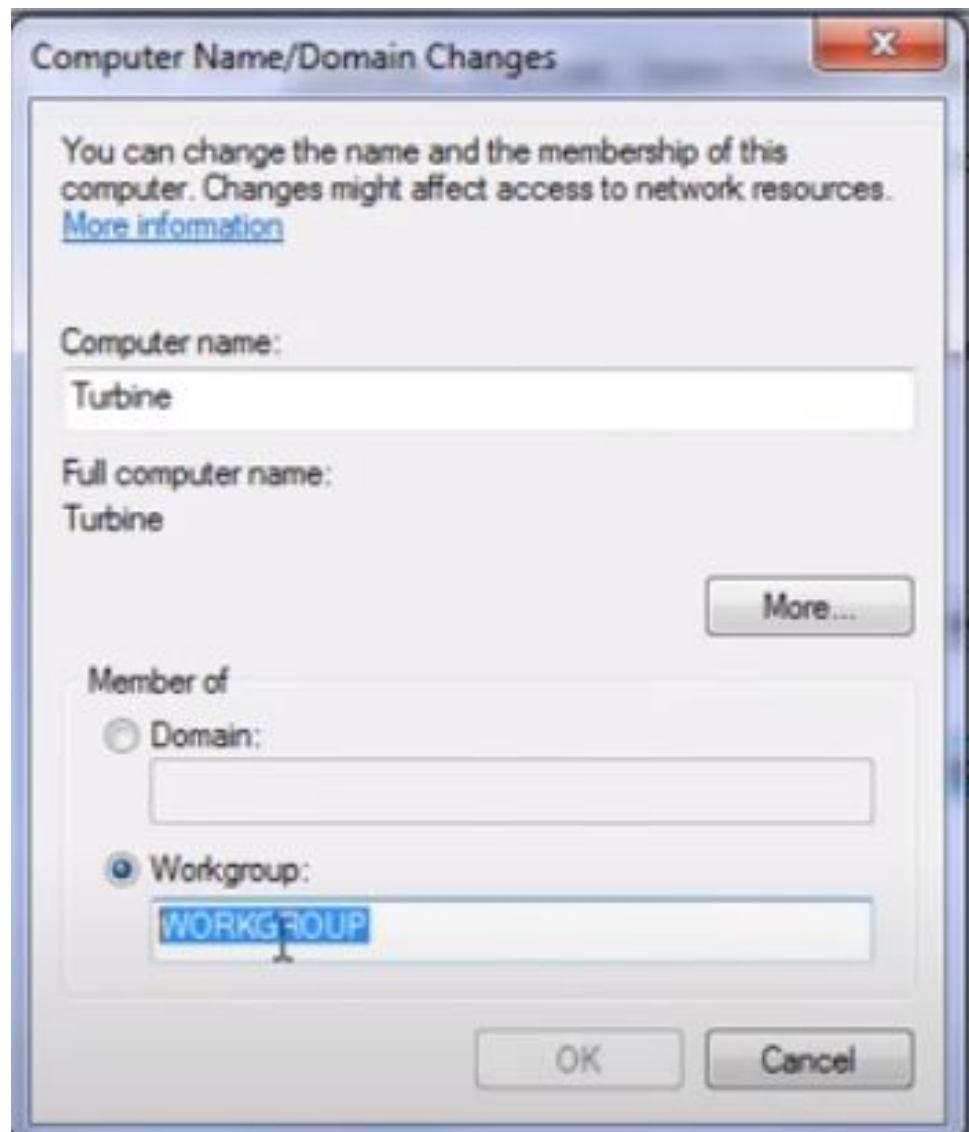 Computer Name/Domain Changes
You can change the name and the membership of this
computer. Changes might affect access to network resources.
More information
Computer name:
Turbine
Full computer name:
Turbine
More...
Member of
Domain:
Workgroup:
WORKGROUP
OK
Cancel